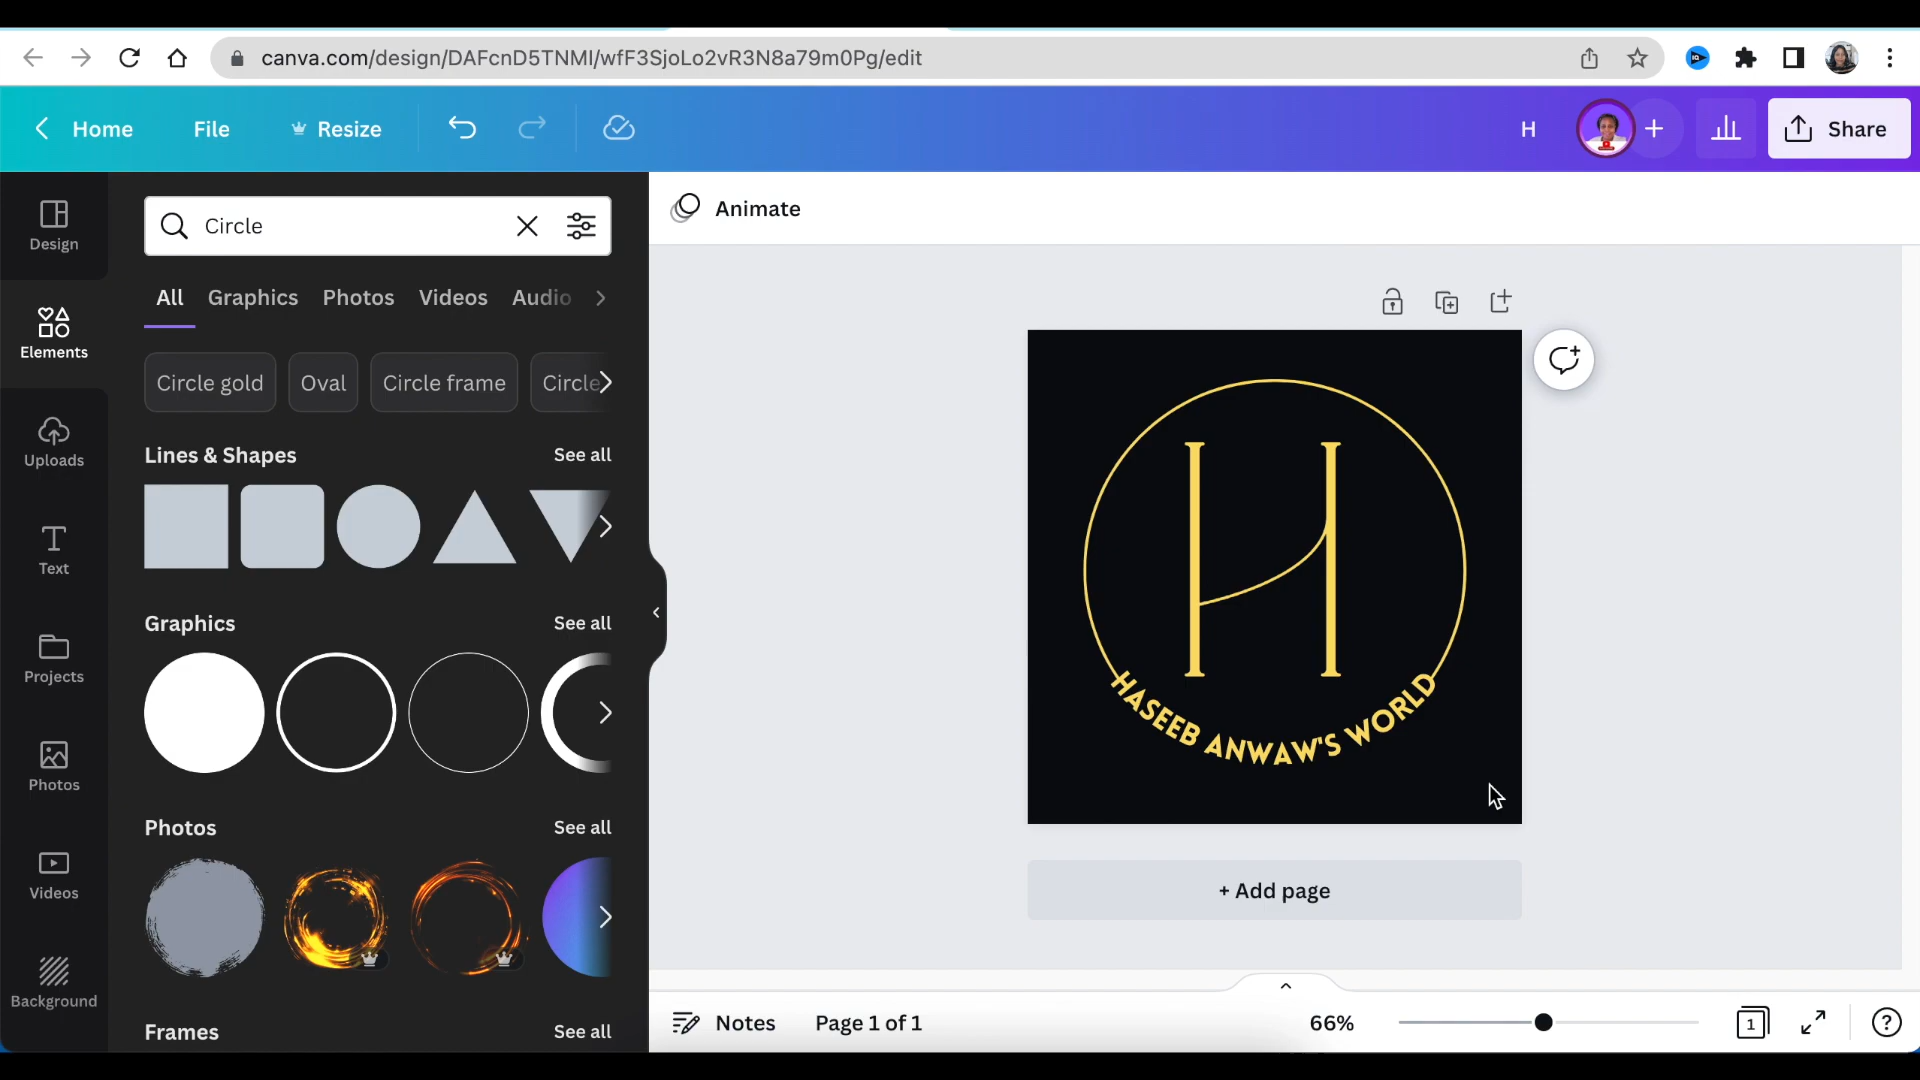 canva.com/design/DAFcnD5TNMI/wfF3SjoLo2vR3N8a79m0Pg/edit
Home File Resize H Share
Design
Elements
Uploads
Text
Projects
Photos
Videos
Background
Circle
All Graphics Photos Videos Audio
Circle gold Oval Circle frame Circle
Lines & Shapes See all
Graphics See all
Photos See all
Frames See all
Animate
H
HASEEB ANWAW'S WORLD
+ Add page
Notes Page 1 of 1 66% 1 ?